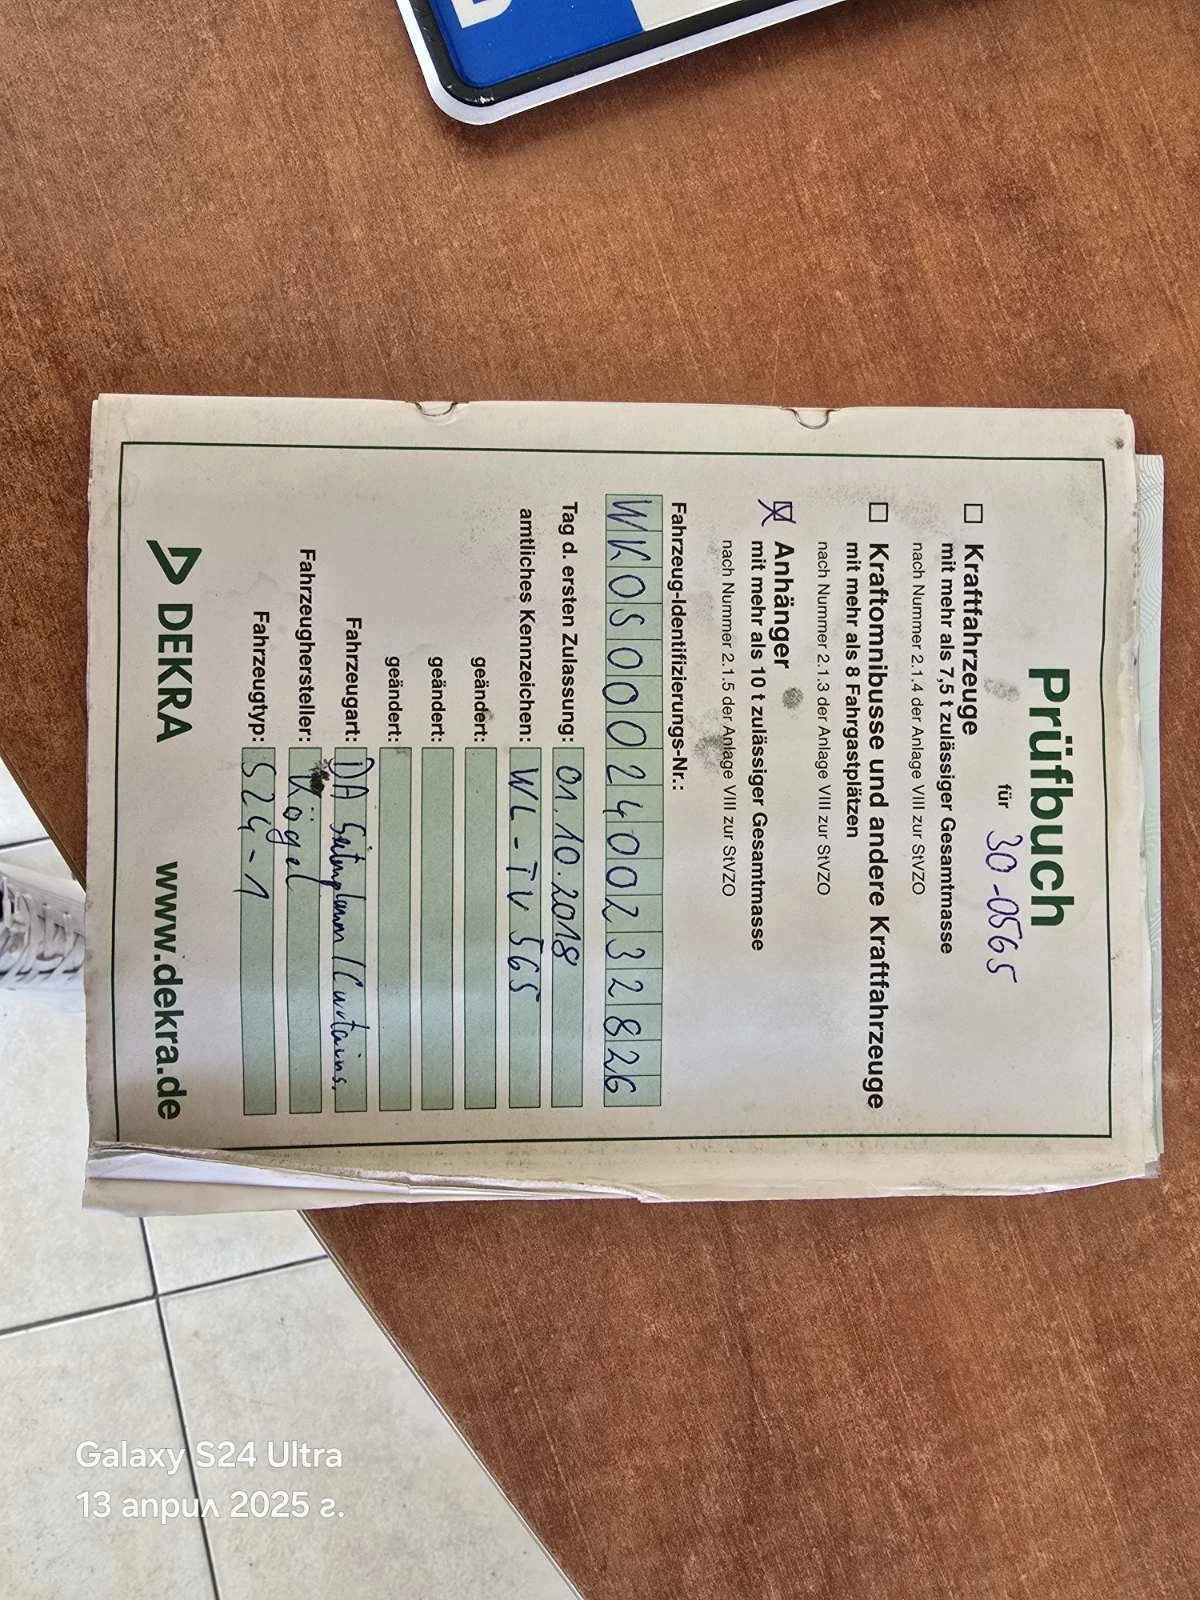 Prüfbuch
für 30-0565
Kraftfahrzeuge
mit mehr als 7,5 t zulässiger Gesamtmasse
nach Nummer 2.1.4 der Anlage VIII zur StVZO
Kraftomnibusse und andere Kraftfahrzeuge
mit mehr als 8 Fahrgastplätzen
nach Nummer 2.1.3 der Anlage VIII zur StVZO
Anhänger
mit mehr als 10 t zulässiger Gesamtmasse
nach Nummer 2.1.5 der Anlage VIII zur StVZO
Fahrzeug-Identifizierungs-Nr.:
WK0S0002400232826
Tag d. ersten Zulassung: 01.10.2018
amtliches Kennzeichen: WL-TV 565
geändert:
geändert:
geändert:
Fahrzeugart: DA Seitenplanen/Curtains.
Fahrzeughersteller: Kögel
Fahrzeugtyp: S24-1
DEKRA www.dekra.de
Galaxy S24 Ultra
13 април 2025 г.